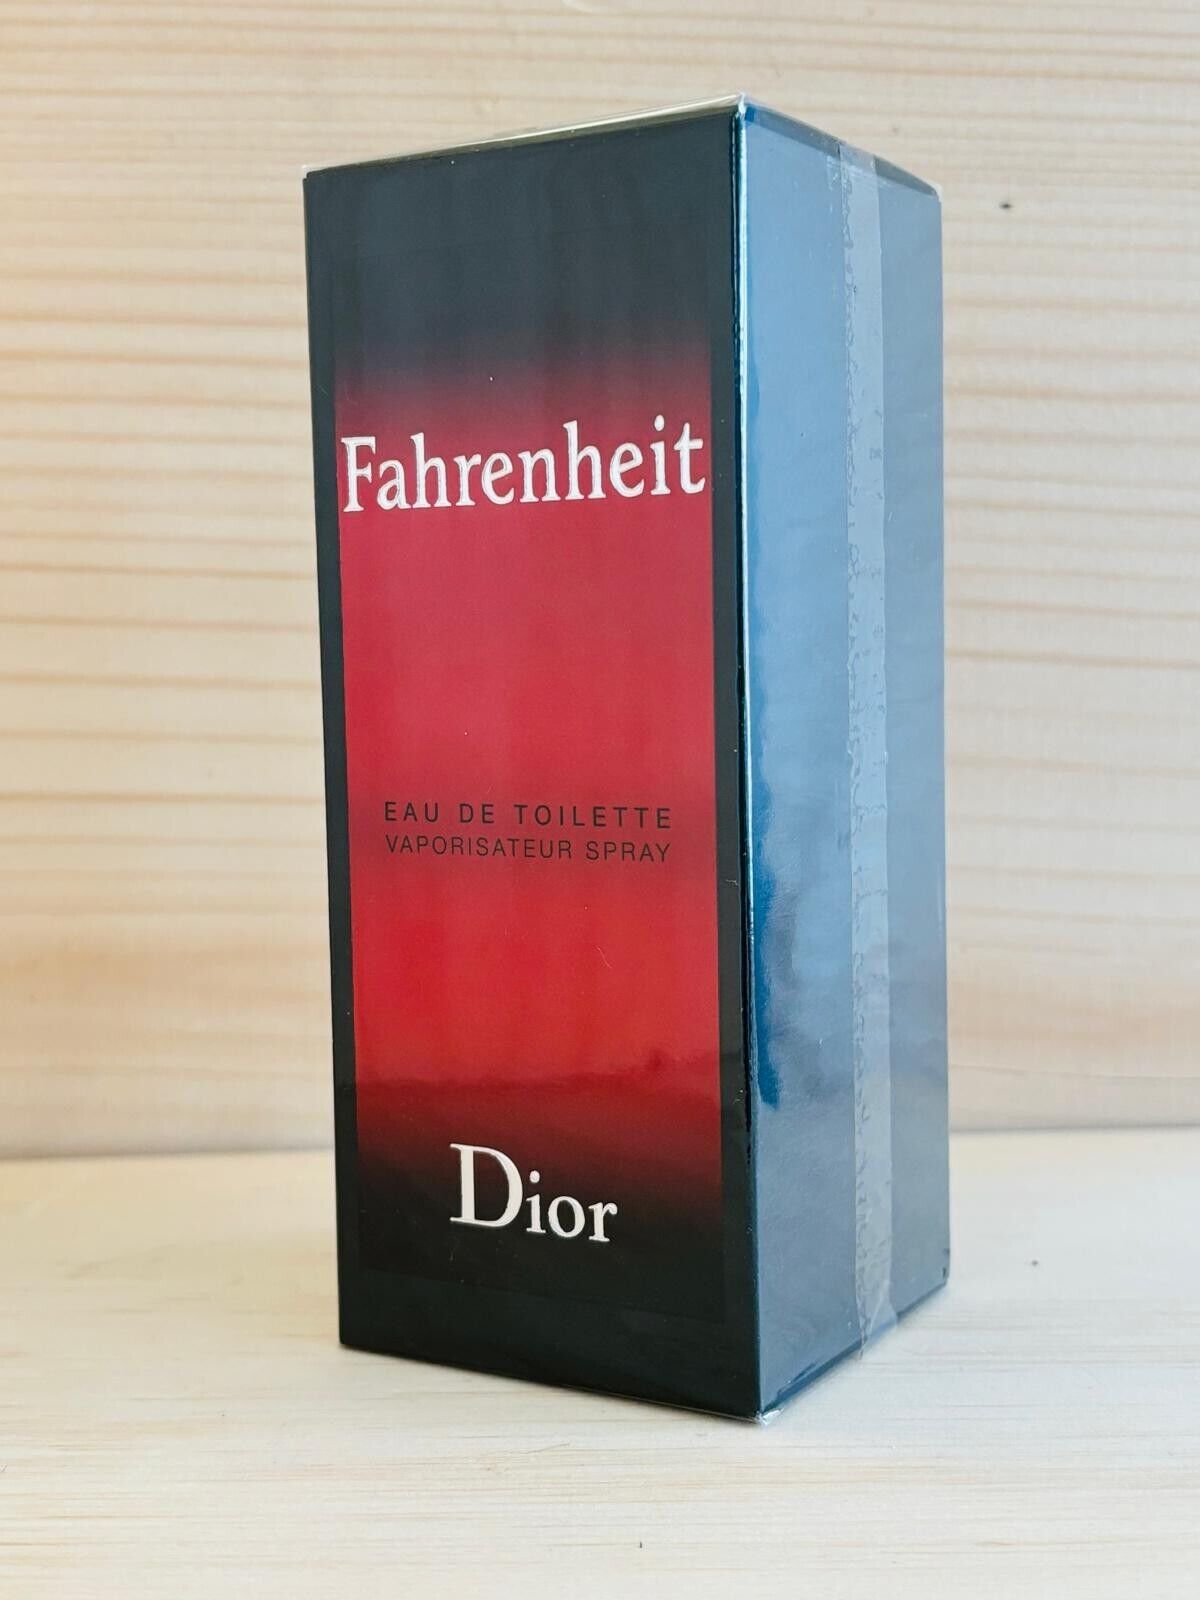 Fahrenheit
EAU DE TOILETTE
VAPORISATEUR SPRAY
Dior